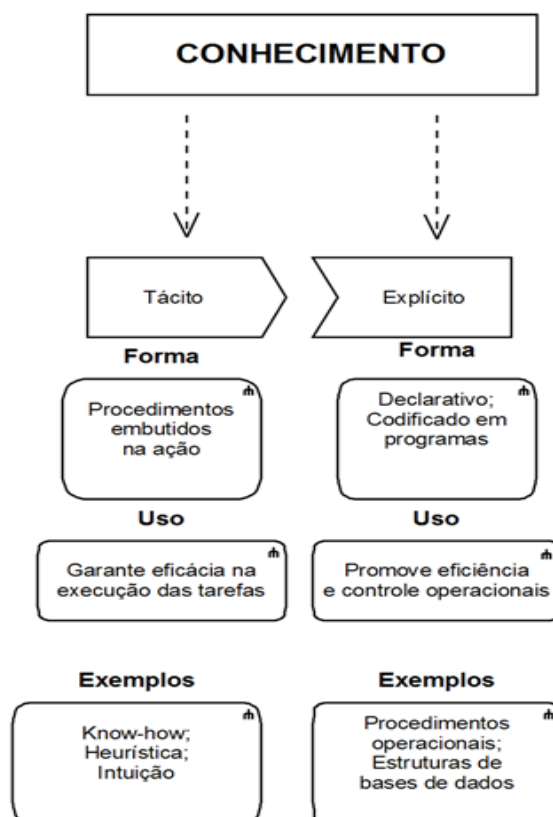 CONHECIMENTO
Tácito
Explícito
Forma
Forma
Procedimentos
embutidos
na ação
Declarativo;
Codificado em
programas
Uso
Uso
Garante eficácia na
execução das tarefas
Promove eficiência
e controle operacionais
Exemplos
Exemplos
Know-how;
Heurística;
Intuição
Procedimentos
operacionais;
Estruturas de
bases de dados